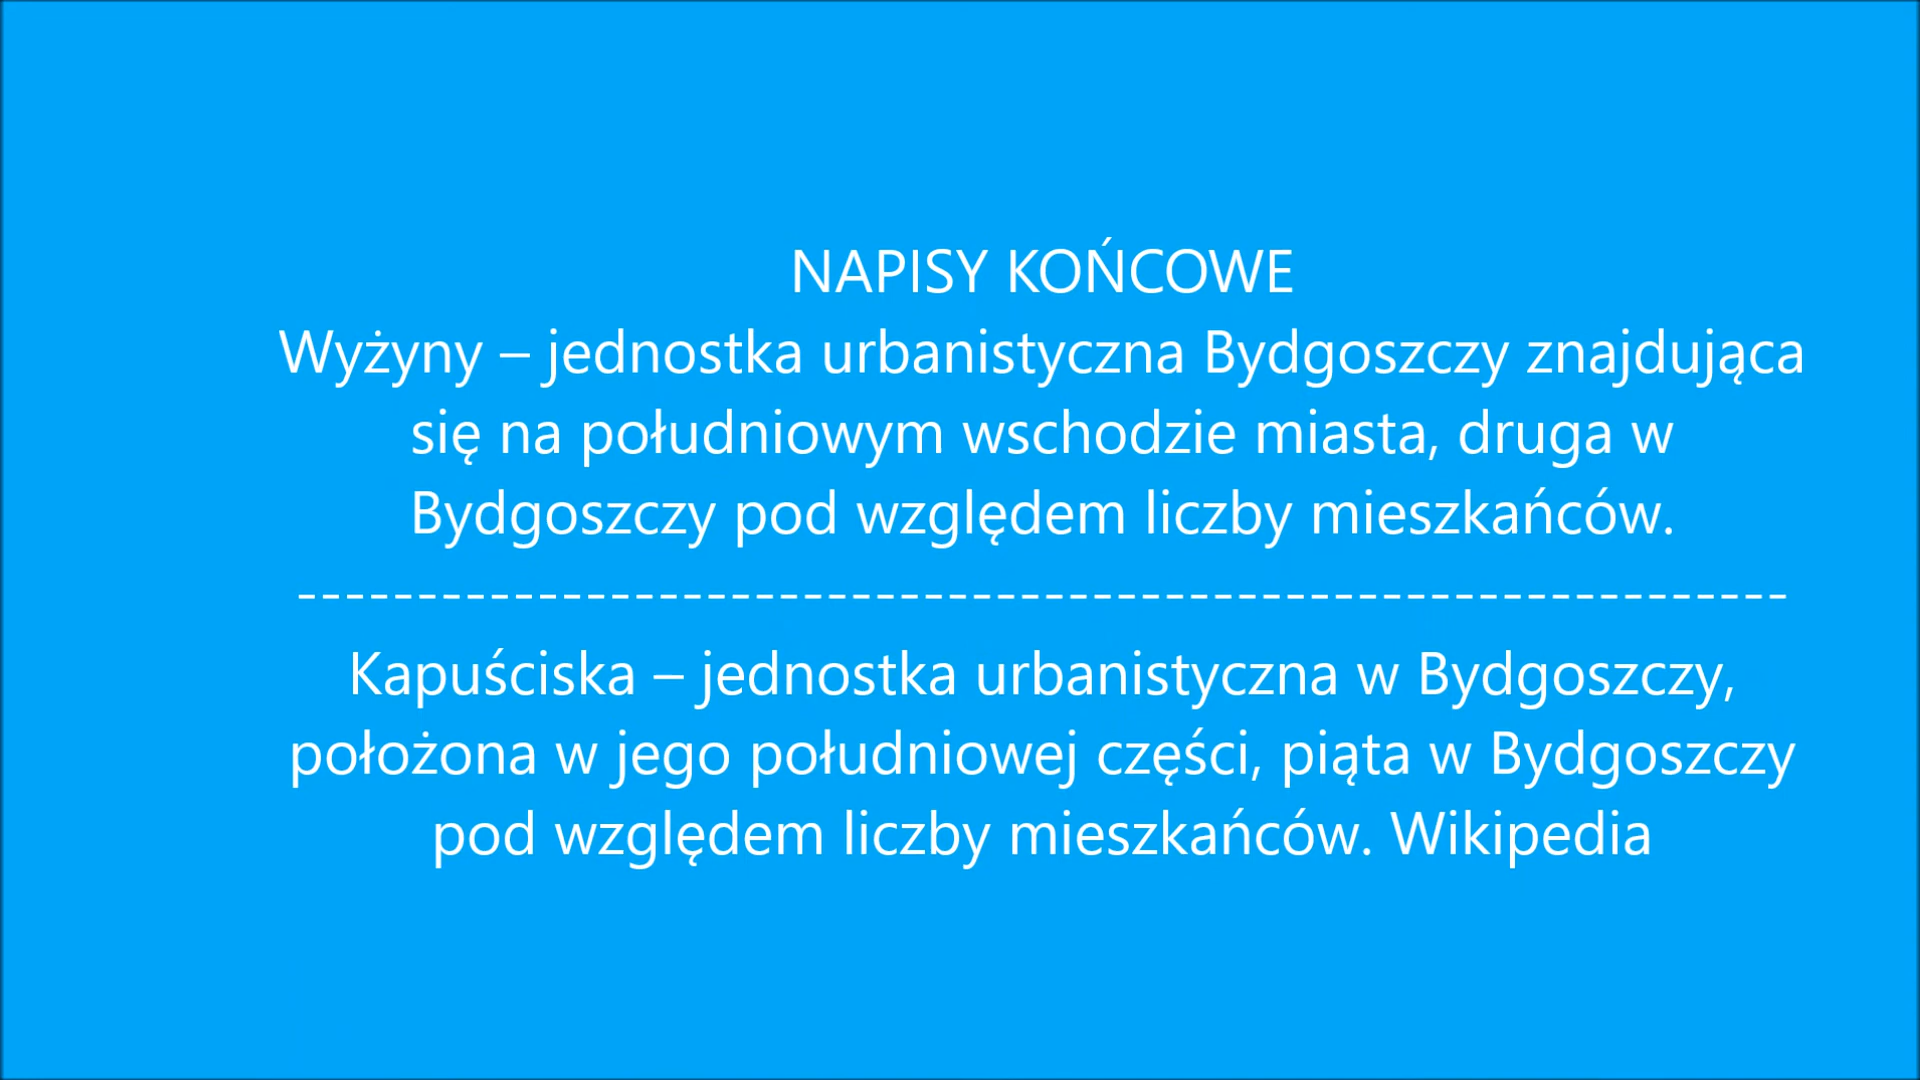 NAPISY KOŃCOWE
Wyżyny – jednostka urbanistyczna Bydgoszczy znajdująca
się na południowym wschodzie miasta, druga w
Bydgoszczy pod względem liczby mieszkańców.
--------------------------------------------------------------
Kapuściska – jednostka urbanistyczna w Bydgoszczy,
położona w jego południowej części, piąta w Bydgoszczy
pod względem liczby mieszkańców. Wikipedia